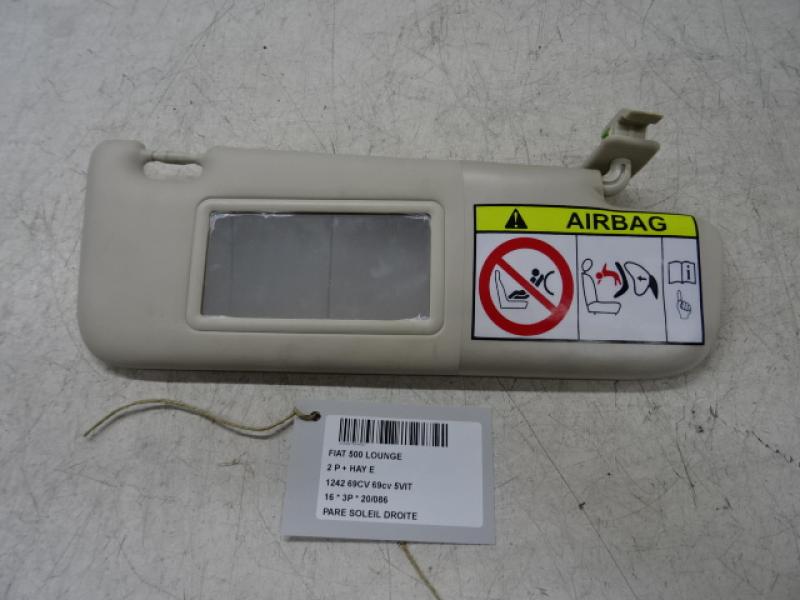 AIRBAG
FIAT 500 LOUNGE
2 P + HAY E
1242 69CV 69cv 5VIT
16 * 3P * 20/086
PARE SOLEIL DROITE